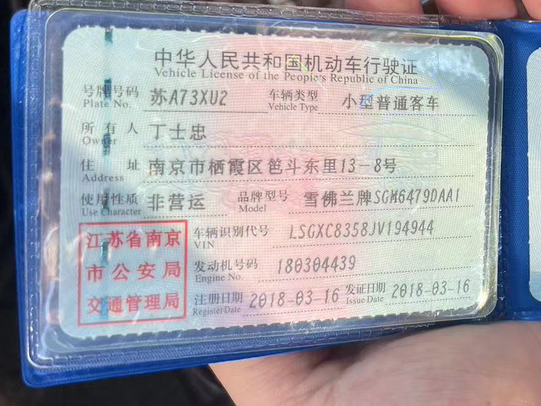 中华人民共和国机动车行驶证
Vehicle License of the People's Republic of China
号牌号码 苏A73XU2 车辆类型 小型普通客车
Plate No. Vehicle Type
所有人 丁士忠
Owner
住址 南京市栖霞区笆斗东里13-8号
Address
使用性质 非营运 品牌型号 雪佛兰牌SGM6479DAA1
Use Character Model
江苏省南京
市公安局
交通管理局
车辆识别代号 LSGXC8358JV194944
VIN
发动机号码 180304439
Engine No.
注册日期 2018-03-16 发证日期 2018-03-16
Register Date Issue Date